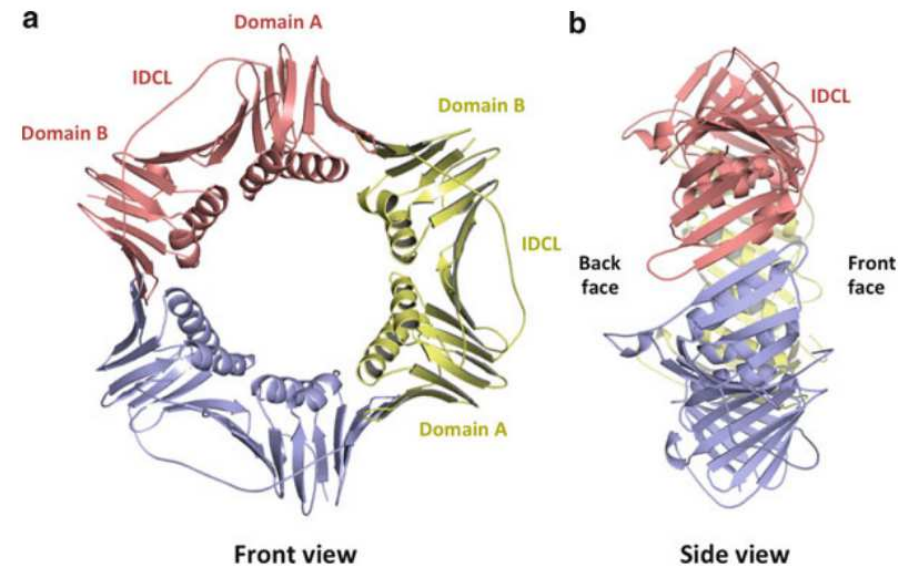 a
Domain A
IDCL
Domain B
Domain B
IDCL
Domain A
Front view
b
IDCL
Back
face
Front
face
Side view